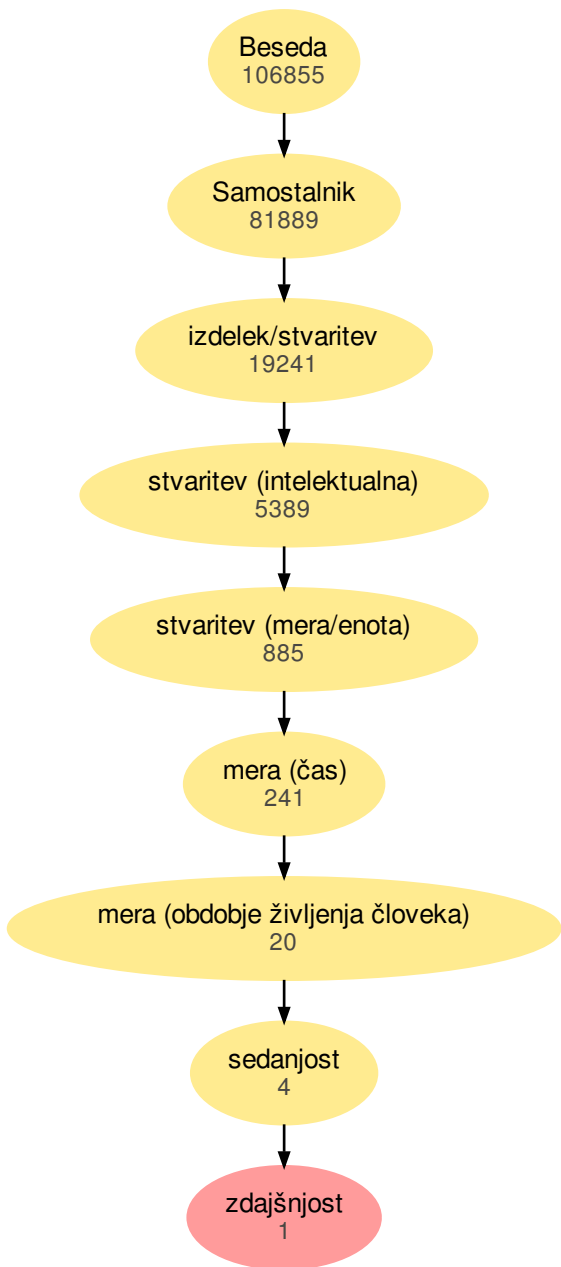 Beseda
106855
Samostalnik
81889
izdelek/stvaritev
19241
stvaritev (intelektualna)
5389
stvaritev (mera/enota)
885
mera (čas)
241
mera (obdobje življenja človeka)
20
sedanjost
4
zdajšnjost
1